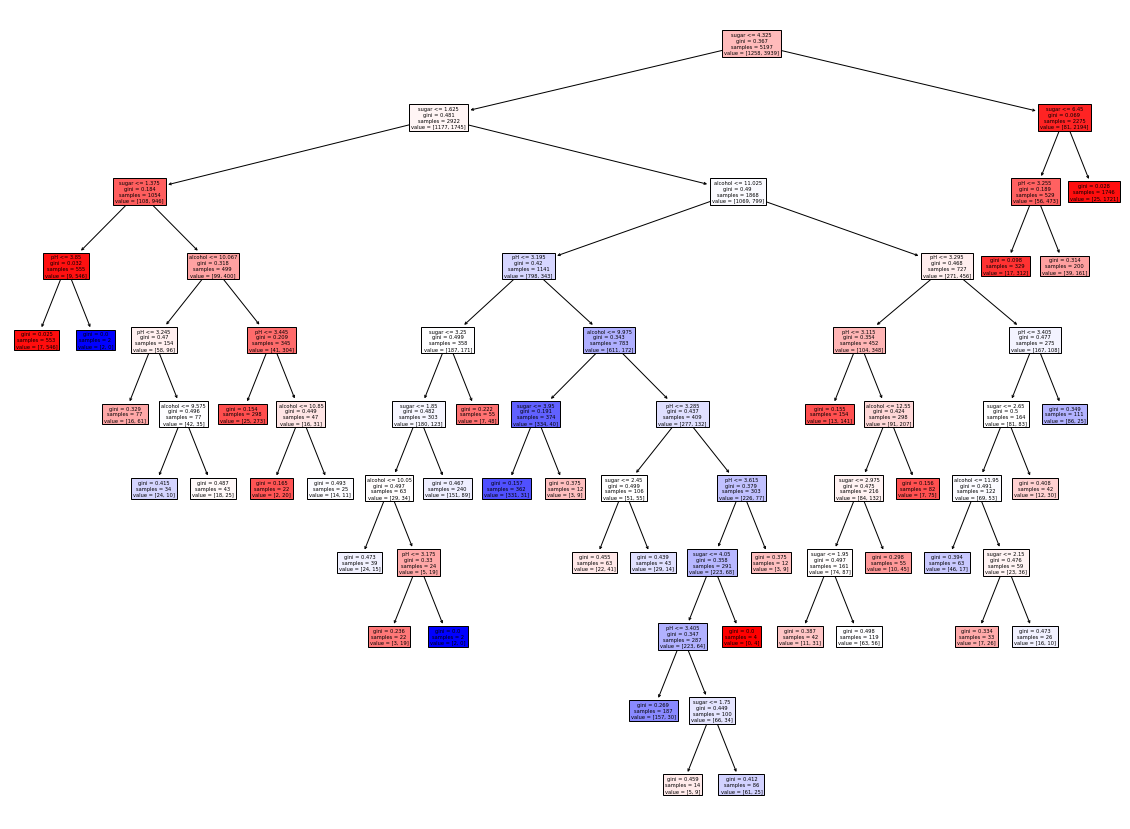 sugar <= 4.325
gini = 0.367
samples = 5197
value = [1258, 3939]
sugar <= 1.625
gini = 0.481
samples = 2922
value = [1177, 1745]
sugar <= 6.45
gini = 0.069
samples = 2275
value = [81, 2194]
sugar <= 1.375
gini = 0.184
samples = 1054
value = [108, 946]
alcohol <= 11.025
gini = 0.49
samples = 1868
value = [1069, 799]
pH <= 3.255
gini = 0.189
samples = 529
value = [56, 473]
gini = 0.028
samples = 1746
value = [25, 1721]
pH <=
gini = 0.032
samples = 555
value = [9, 546]
alcohol <= 10.067
gini = 0.318
samples = 499
value = [99, 400]
pH <= 3.195
gini = 0.42
samples = 1141
value = [798, 343]
pH <= 3.295
gini = 0.468
samples = 727
value = [271, 456]
gini = 0.098
samples = 329
value = [17, 312]
gini = 0.314
samples = 200
value = [39, 161]
gini = 0.025
samples = 553
value = [7, 546]
gini = 0.0
samples = 2
value = [2, 0]
pH <= 3.245
gini = 0.47
samples = 154
value = [58, 96]
pH <= 3.445
gini = 0.209
samples = 345
value = [41, 304]
sugar <= 3.25
gini = 0.499
samples = 358
value = [187, 171]
alcohol <= 9.975
gini = 0.343
samples = 783
value = [611, 172]
pH <= 3.115
gini = 0.354
samples = 452
value = [104, 348]
pH <= 3.405
gini = 0.477
samples = 275
value = [167, 108]
gini = 0.329
samples = 77
value = [16, 61]
alcohol <= 9.575
gini = 0.496
samples = 77
value = [42, 35]
gini = 0.154
samples = 298
value = [25, 273]
alcohol <= 10.85
gini = 0.449
samples = 47
value = [16, 31]
sugar <= 1.85
gini = 0.482
samples = 303
value = [180, 123]
gini = 0.222
samples = 55
value = [7, 48]
sugar <= 3.95
gini = 0.191
samples = 374
value = [334, 40]
pH <= 3.285
gini = 0.437
samples = 409
value = [277, 132]
gini = 0.155
samples = 154
value = [13, 141]
alcohol <= 12.55
gini = 0.424
samples = 298
value = [91, 207]
sugar <= 2.65
gini = 0.5
samples = 164
value = [81, 83]
gini = 0.349
samples = 111
value = [86, 25]
gini = 0.415
samples = 34
value = [24, 10]
gini = 0.487
samples = 43
value = [18, 25]
gini = 0.165
samples = 22
value = [2, 20]
gini = 0.493
samples = 25
value = [14, 11]
alcohol <= 10.05
gini = 0.497
samples = 63
value = [29, 34]
gini = 0.467
samples = 240
value = [151, 89]
gini = 0.157
samples = 362
value = [331, 31]
gini = 0.375
samples = 12
value = [3, 9]
sugar <= 2.45
gini = 0.499
samples = 106
value = [51, 55]
pH <= 3.615
gini = 0.379
samples = 303
value = [226, 77]
sugar <= 2.975
gini = 0.475
samples = 216
value = [84, 132]
gini = 0.156
samples = 82
value = [7, 75]
alcohol <= 11.95
gini = 0.491
samples = 122
value = [69, 53]
gini = 0.408
samples = 42
value = [12, 30]
gini = 0.473
samples = 39
value = [24, 15]
pH <= 3.175
gini = 0.33
samples = 24
value = [5, 19]
gini = 0.455
samples = 63
value = [22, 41]
gini = 0.439
samples = 43
value = [29, 14]
sugar <= 4.05
gini = 0.358
samples = 291
value = [223, 68]
gini = 0.375
samples = 12
value = [3, 9]
sugar <= 1.95
gini = 0.497
samples = 161
value = [74, 87]
gini = 0.298
samples = 55
value = [10, 45]
gini = 0.394
samples = 63
value = [46, 17]
sugar <= 2.15
gini = 0.476
samples = 59
value = [23, 36]
gini = 0.236
samples = 22
value = [3, 19]
gini = 0.0
samples = 2
value = [2, 0]
pH <= 3.405
gini = 0.347
samples = 287
value = [223, 64]
gini = 0.0
samples = 4
value = [0, 4]
gini = 0.387
samples = 42
value = [11, 31]
gini = 0.498
samples = 119
value = [63, 56]
gini = 0.334
samples = 33
value = [7, 26]
gini = 0.473
samples = 26
value = [16, 10]
gini = 0.269
samples = 187
value = [157, 30]
sugar <= 1.75
gini = 0.449
samples = 100
value = [66, 34]
gini = 0.459
samples = 14
value = [5, 9]
gini = 0.412
samples = 86
value = [61, 25]